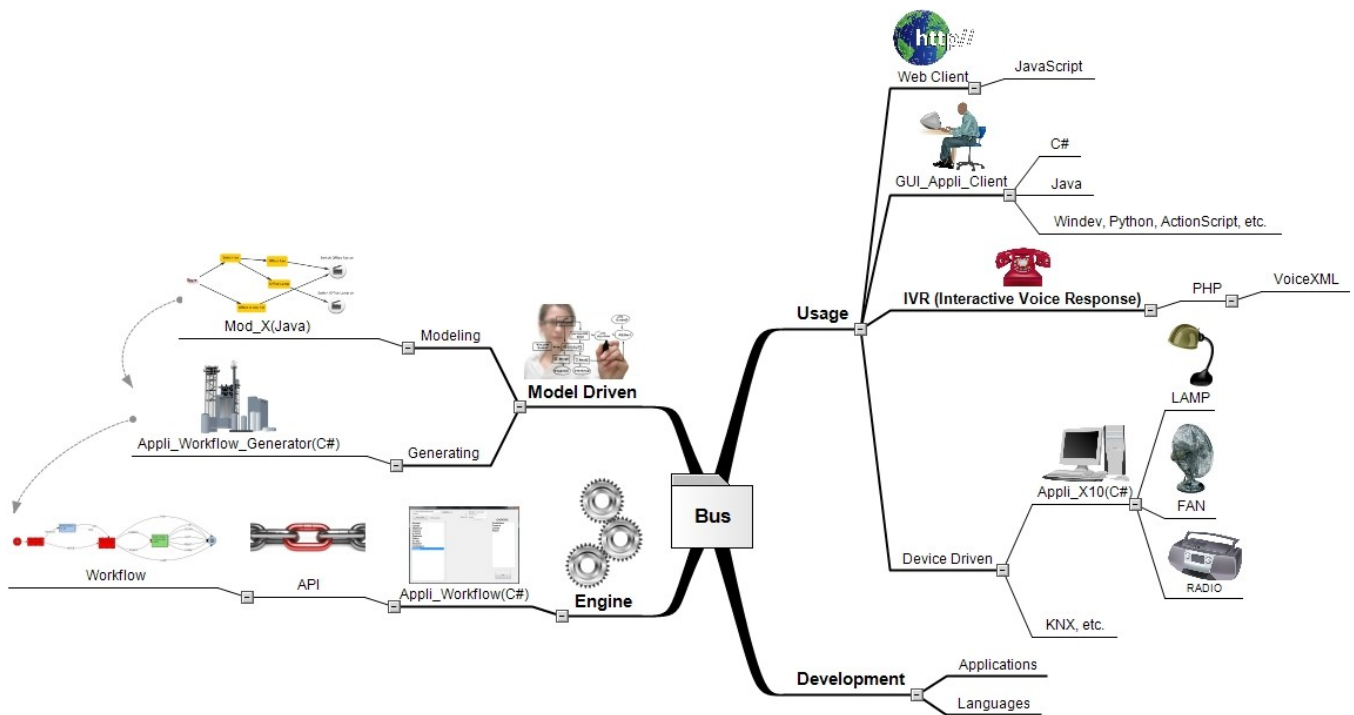 http//
Web Client
JavaScript
GUI_Appli_Client
C#
Java
Windev, Python, ActionScript, etc.
IVR (Interactive Voice Response)
PHP
VoiceXML
Usage
LAMP
Appli_X10(C#)
FAN
Device Driven
RADIO
KNX, etc.
Development
Applications
Languages
Bus
Mod_X(Java)
Modeling
Model Driven
Appli_Workflow_Generator(C#)
Generating
Workflow
API
Appli_Workflow(C#)
Engine